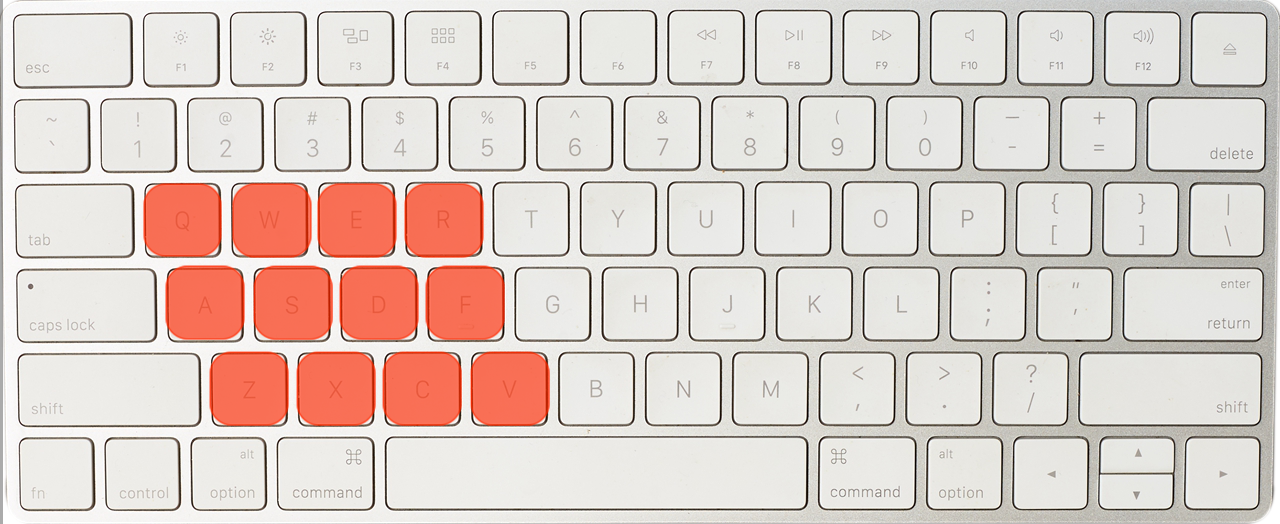 esc F1 F2 F3 F4 F5 F6 F7 F8 F9 F10 F11 F12
~ ! @ # $ % ^ & * ( ) — +
` 1 2 3 4 5 6 7 8 9 0 - = delete
tab Q W E R T Y U I O P { [ } ] | \
caps lock A S D F G H J K L : ; " , enter return
shift Z X C V B N M < , > . ? / shift
fn control alt option ⌘ command ⌘ command alt option ◂ ▴ ▾ ▸